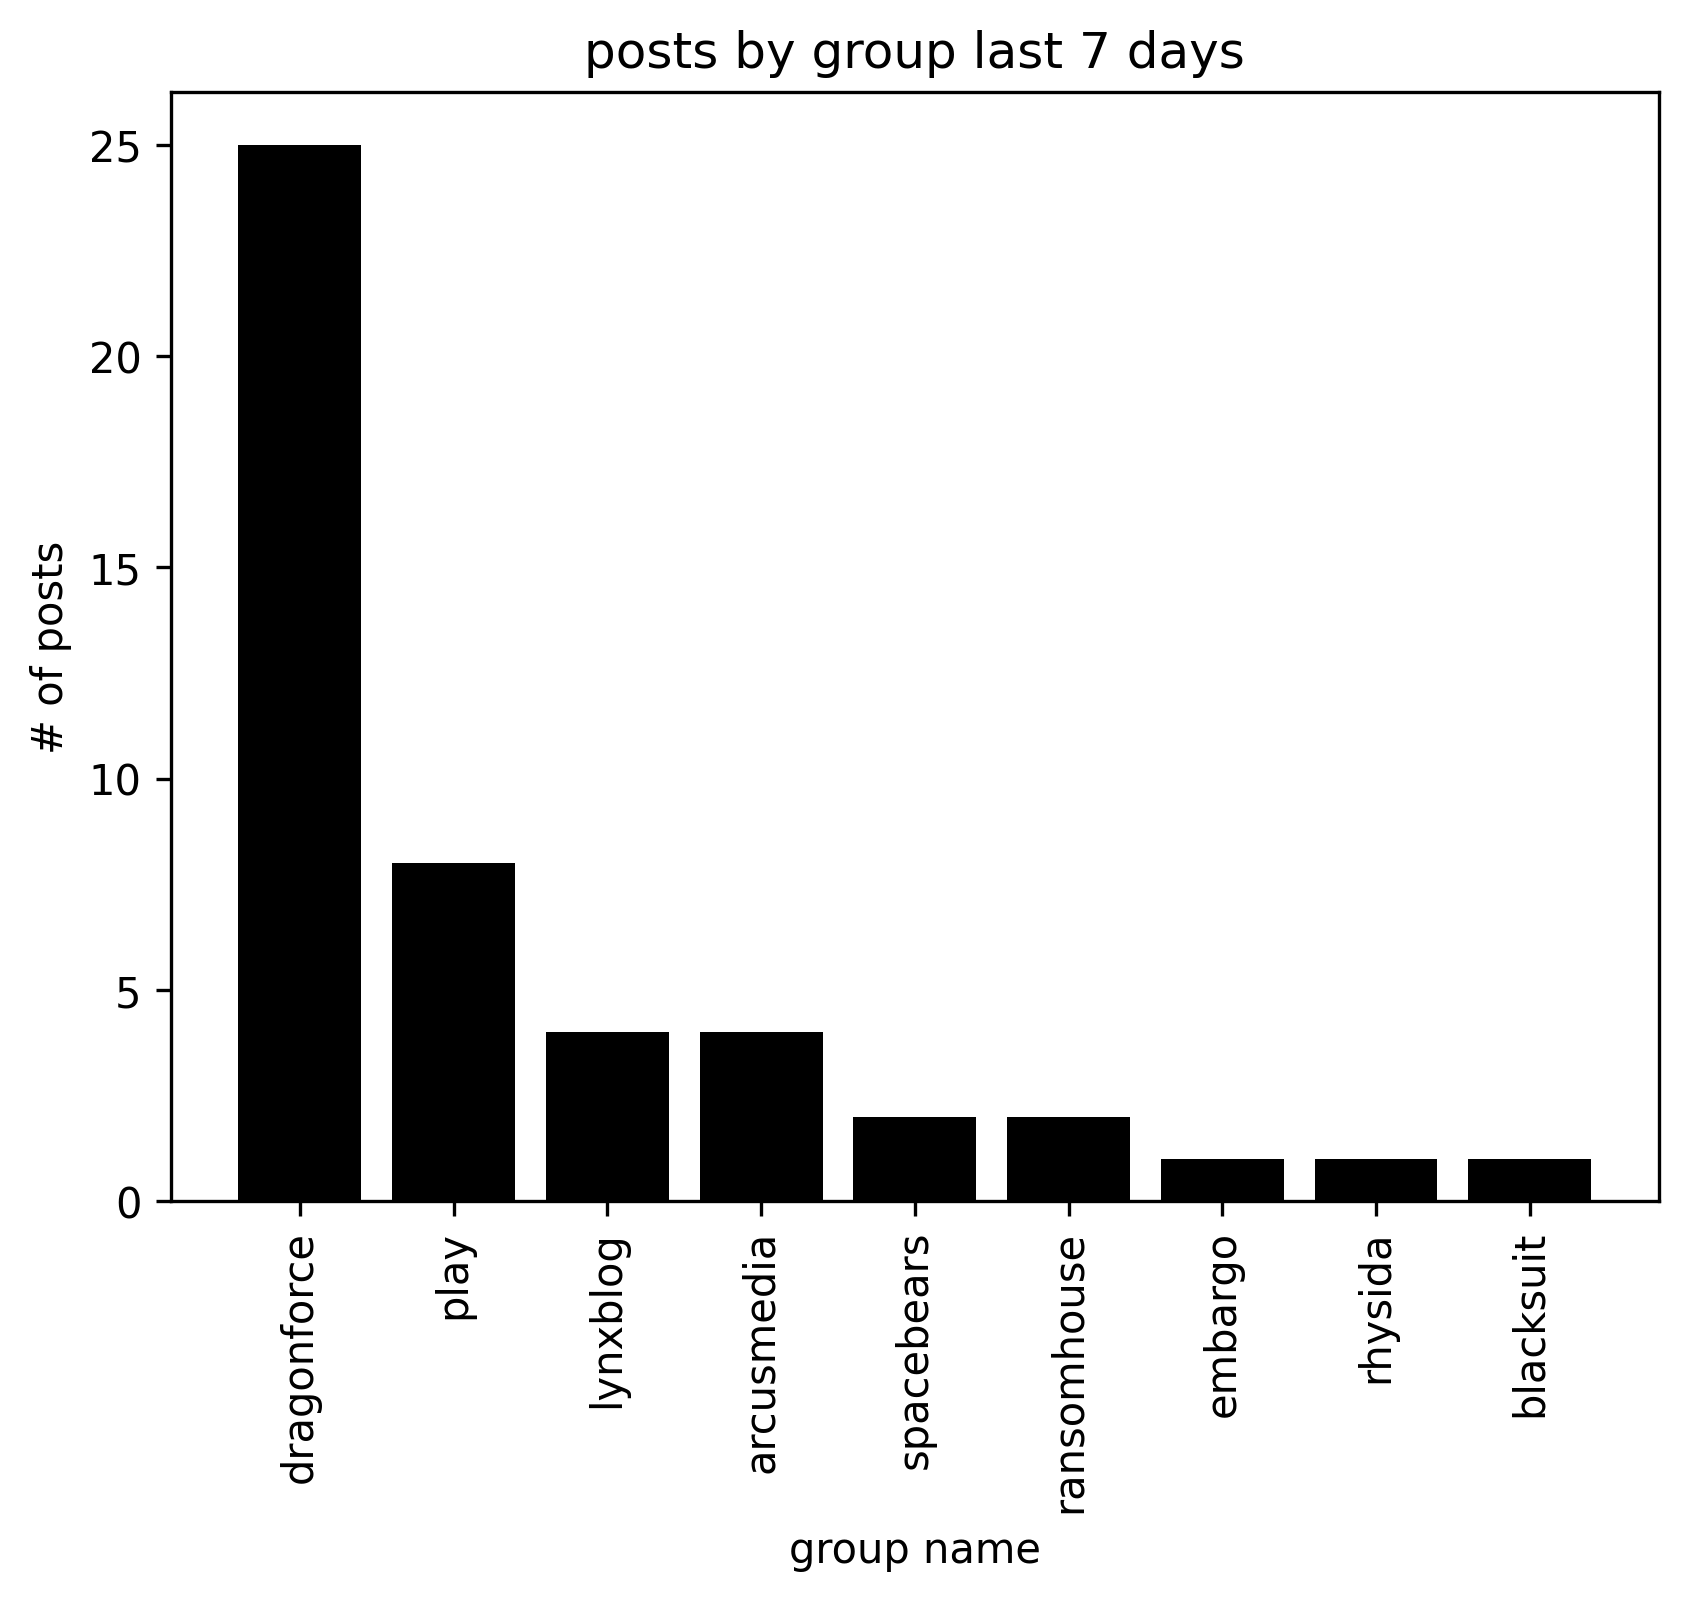 posts by group last 7 days
# of posts
25
20
15
10
5
0
dragonforce
play
lynxblog
arcusmedia
spacebears
ransomhouse
embargo
rhysida
blacksuit
group name